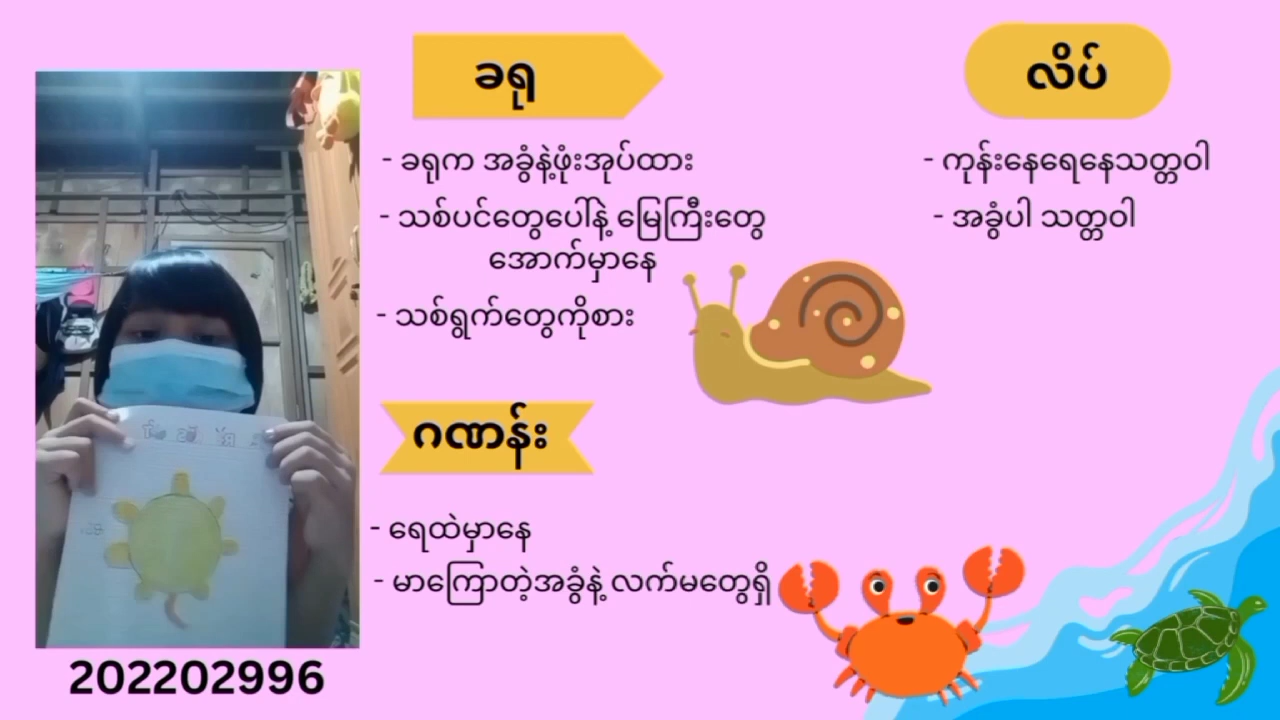 ခရု
- ခရုက အခွံနဲ့ဖုံးအုပ်ထား
- သစ်ပင်တွေပေါ်နဲ့ မြေကြီးတွေ
အောက်မှာနေ
- သစ်ရွက်တွေကိုစား
ဂဏန်း
- ရေထဲမှာနေ
- မာကြောတဲ့အခွံနဲ့ လက်မတွေရှိ
လိပ်
- ကုန်းနေရေနေသတ္တဝါ
- အခွံပါ သတ္တဝါ
202202996